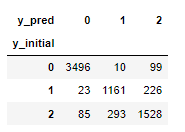 y_pred 0 1 2
y_initial
0 3496 10 99
1 23 1161 226
2 85 293 1528